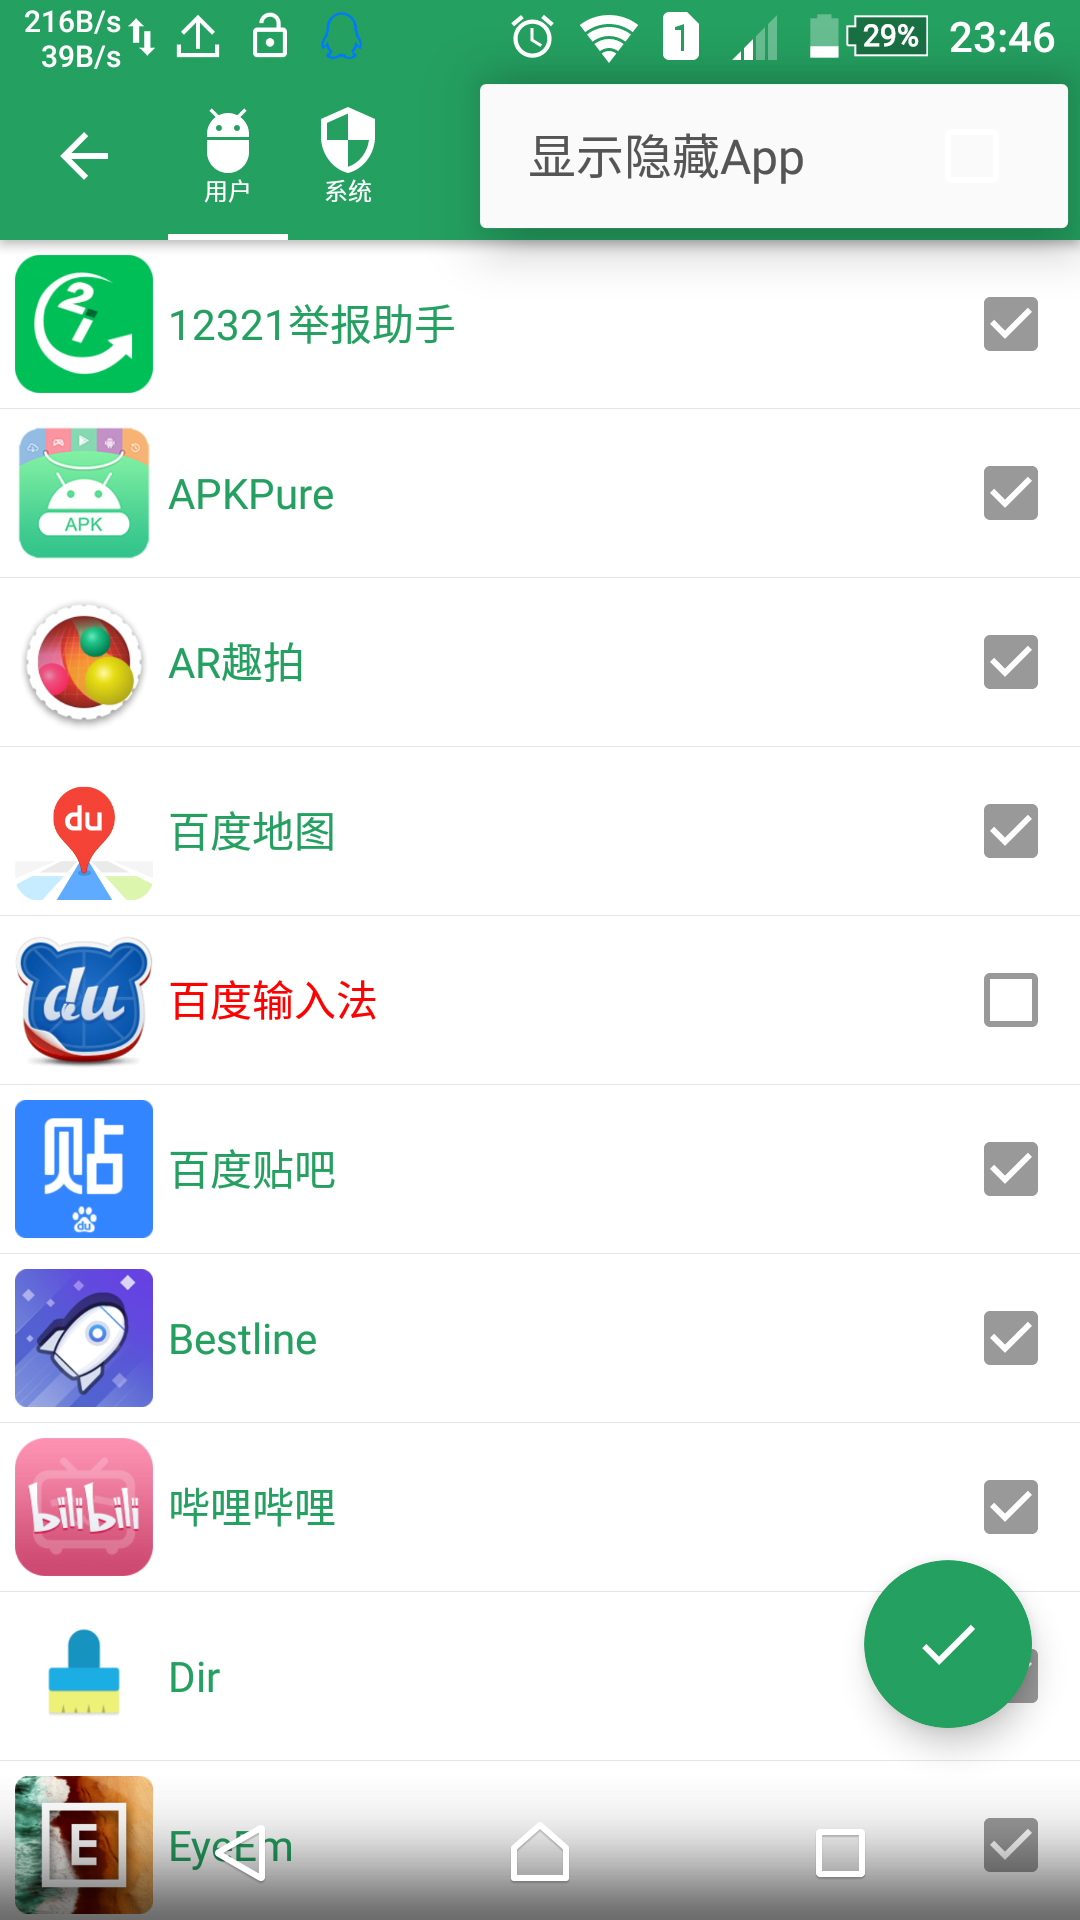 216B/s
39B/s
1
29%
23:46
用户
系统
显示隐藏App
12321举报助手
APK
APKPure
AR趣拍
du
百度地图
du
百度输入法
贴
du
百度贴吧
Bestline
bilibili
哔哩哔哩
Dir
E
EyeEm